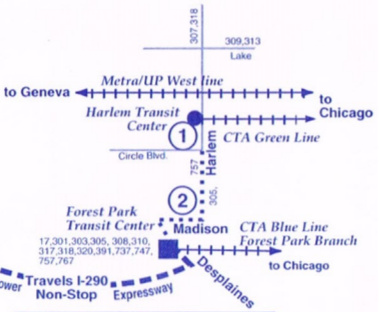 307,318
309,313
Lake
Metra/UP West line
to Geneva
to
Chicago
Harlem Transit
Center
1
CTA Green Line
Circle Blvd.
Harlem
757
305,
2
Forest Park
Transit Center
Madison
CTA Blue Line
Forest Park Branch
17,301,303,305, 308,310,
317,318,320,391,737,747,
757,767
to Chicago
Desplaines
Travels I-290
Non-Stop
Expressway